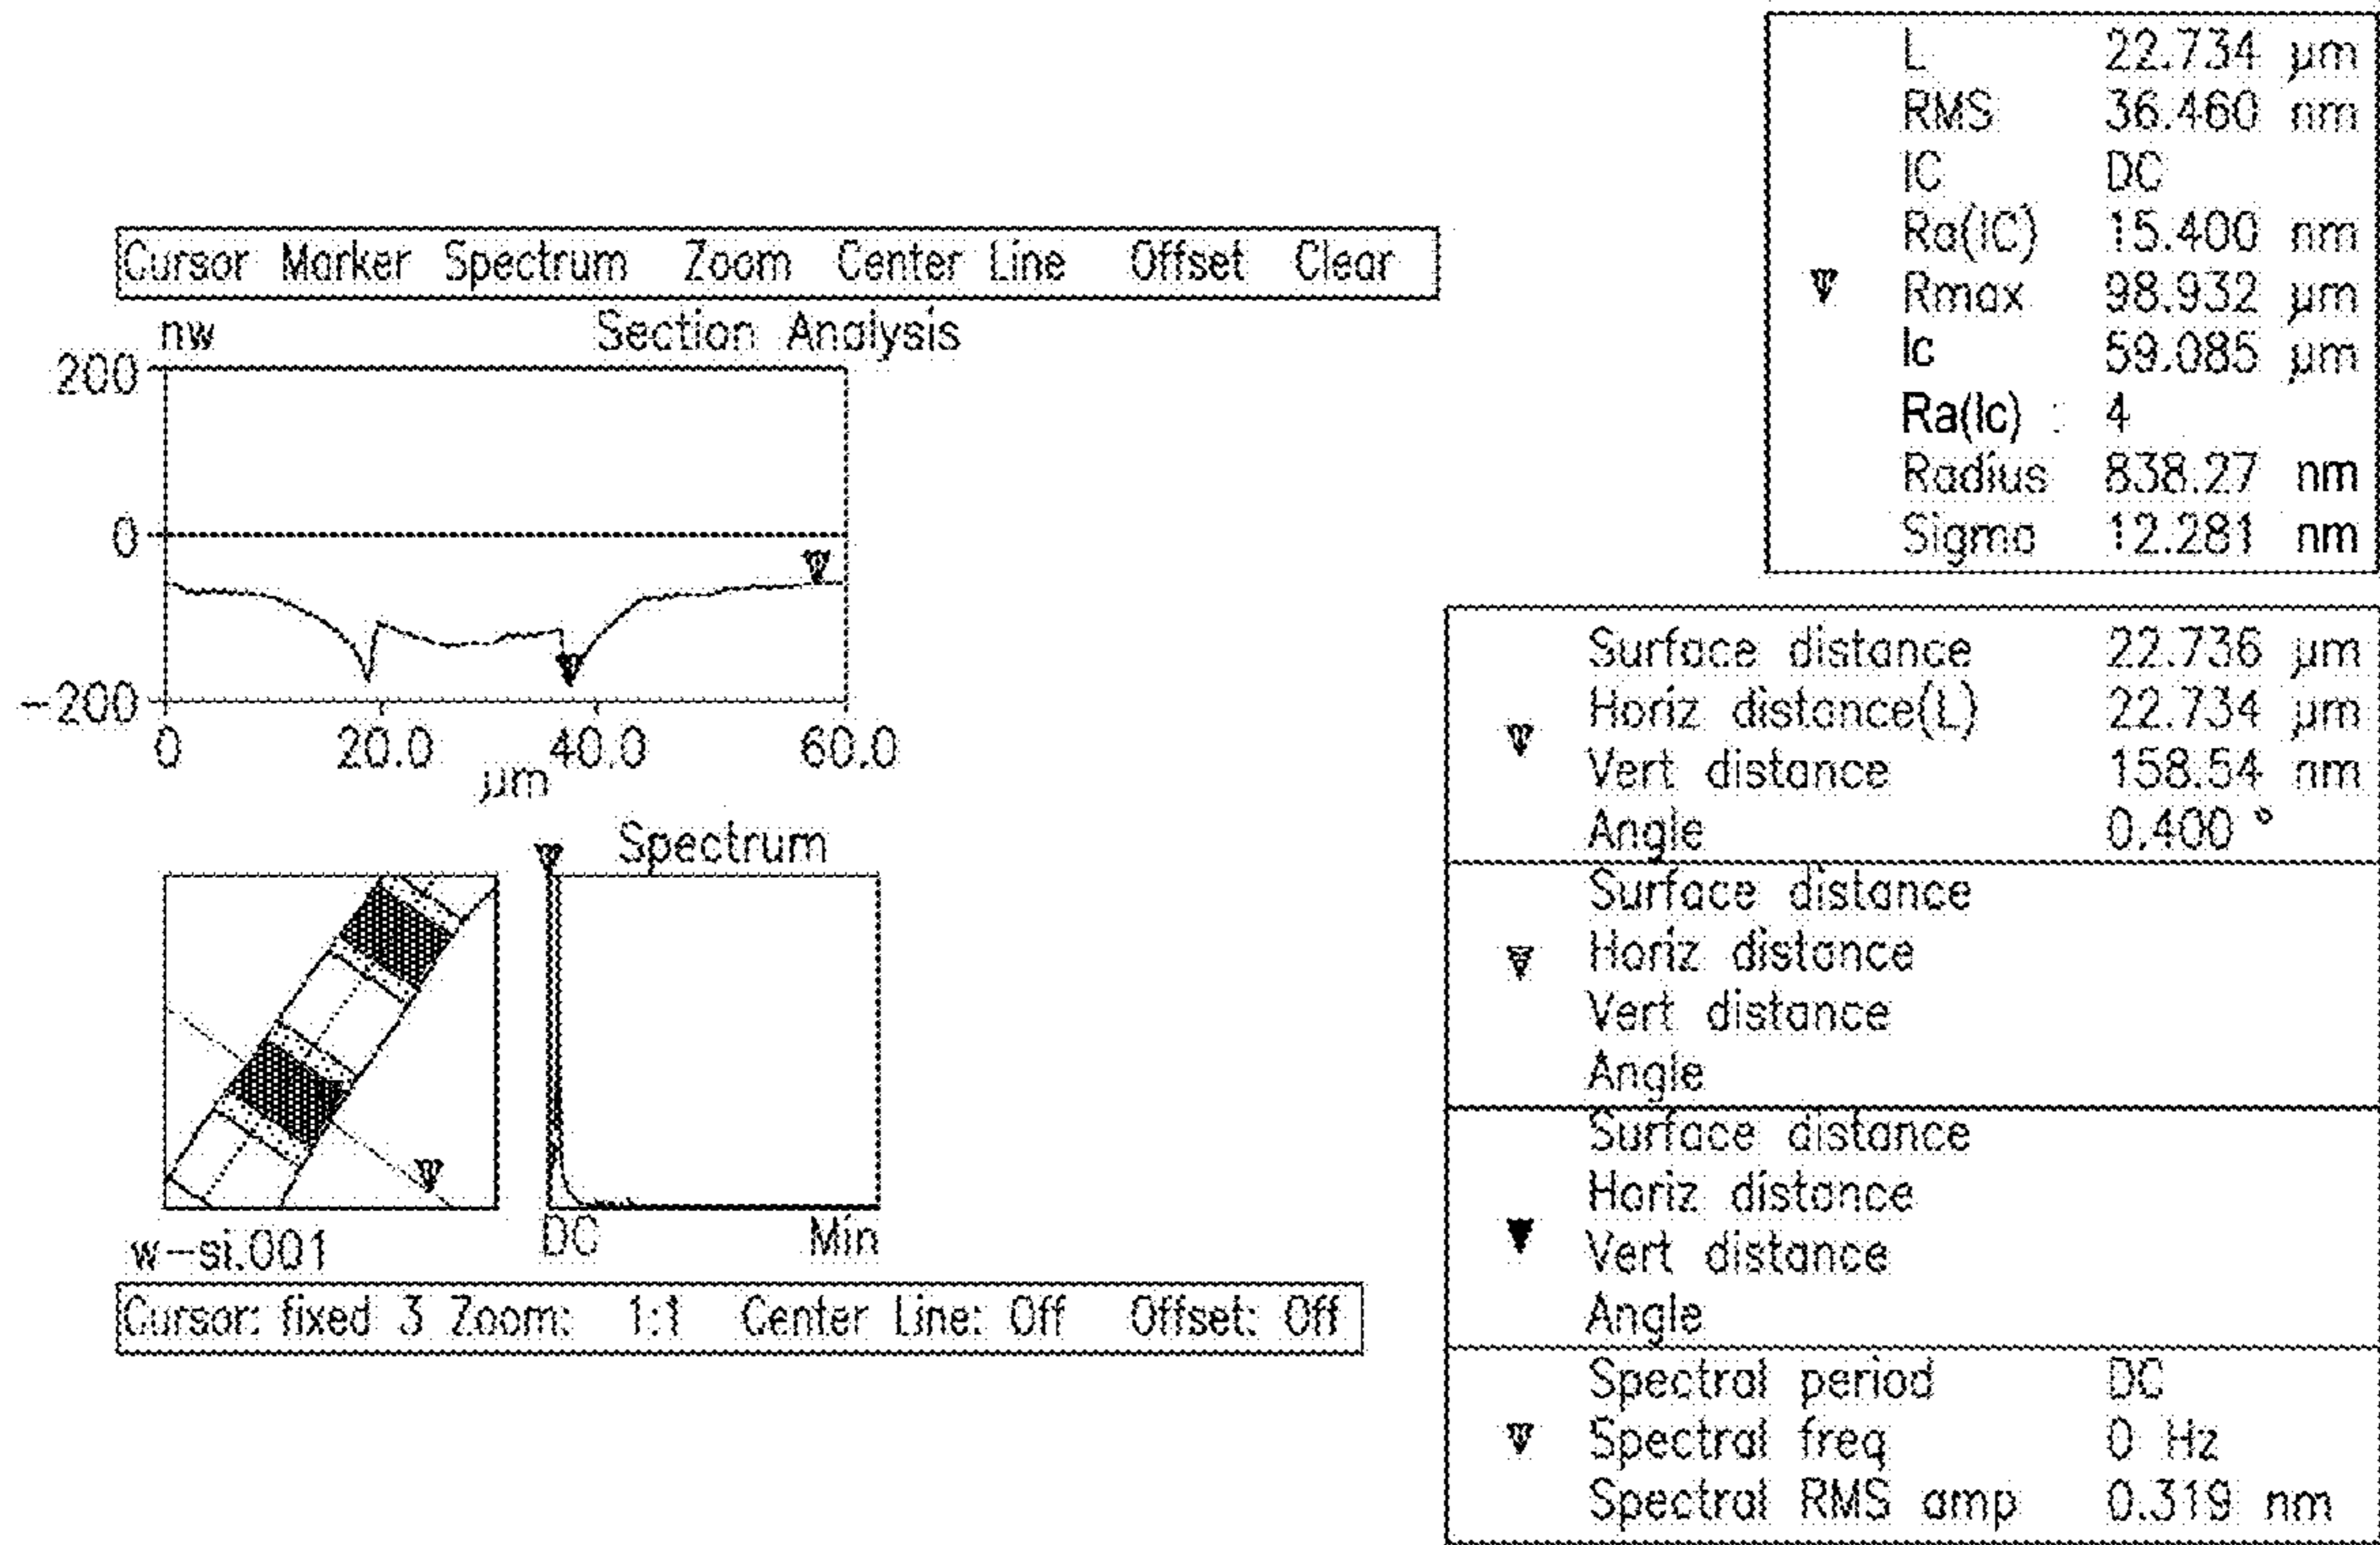 L 22.734 µm
RMS 36.460 nm
IC DC
Ra(IC) 15.400 nm
Rmax 98.932 µm
Ic 59.085 µm
Ra(Ic) : 4
Radius 838.27 nm
Sigma 12.281 nm
Cursor Marker Spectrum Zoom Center Line Offset Clear
nw Section Analysis
200
0
-200
0 20.0 40.0 60.0
µm
Spectrum
DC Min
w-si.001
Cursor: fixed 3 Zoom: 1:1 Center Line: Off Offset: Off
Surface distance 22.736 µm
Horiz distance(L) 22.734 µm
Vert distance 158.54 nm
Angle 0.400 °
Surface distance
Horiz distance
Vert distance
Angle
Surface distance
Horiz distance
Vert distance
Angle
Spectral period DC
Spectral freq 0 Hz
Spectral RMS amp 0.319 nm